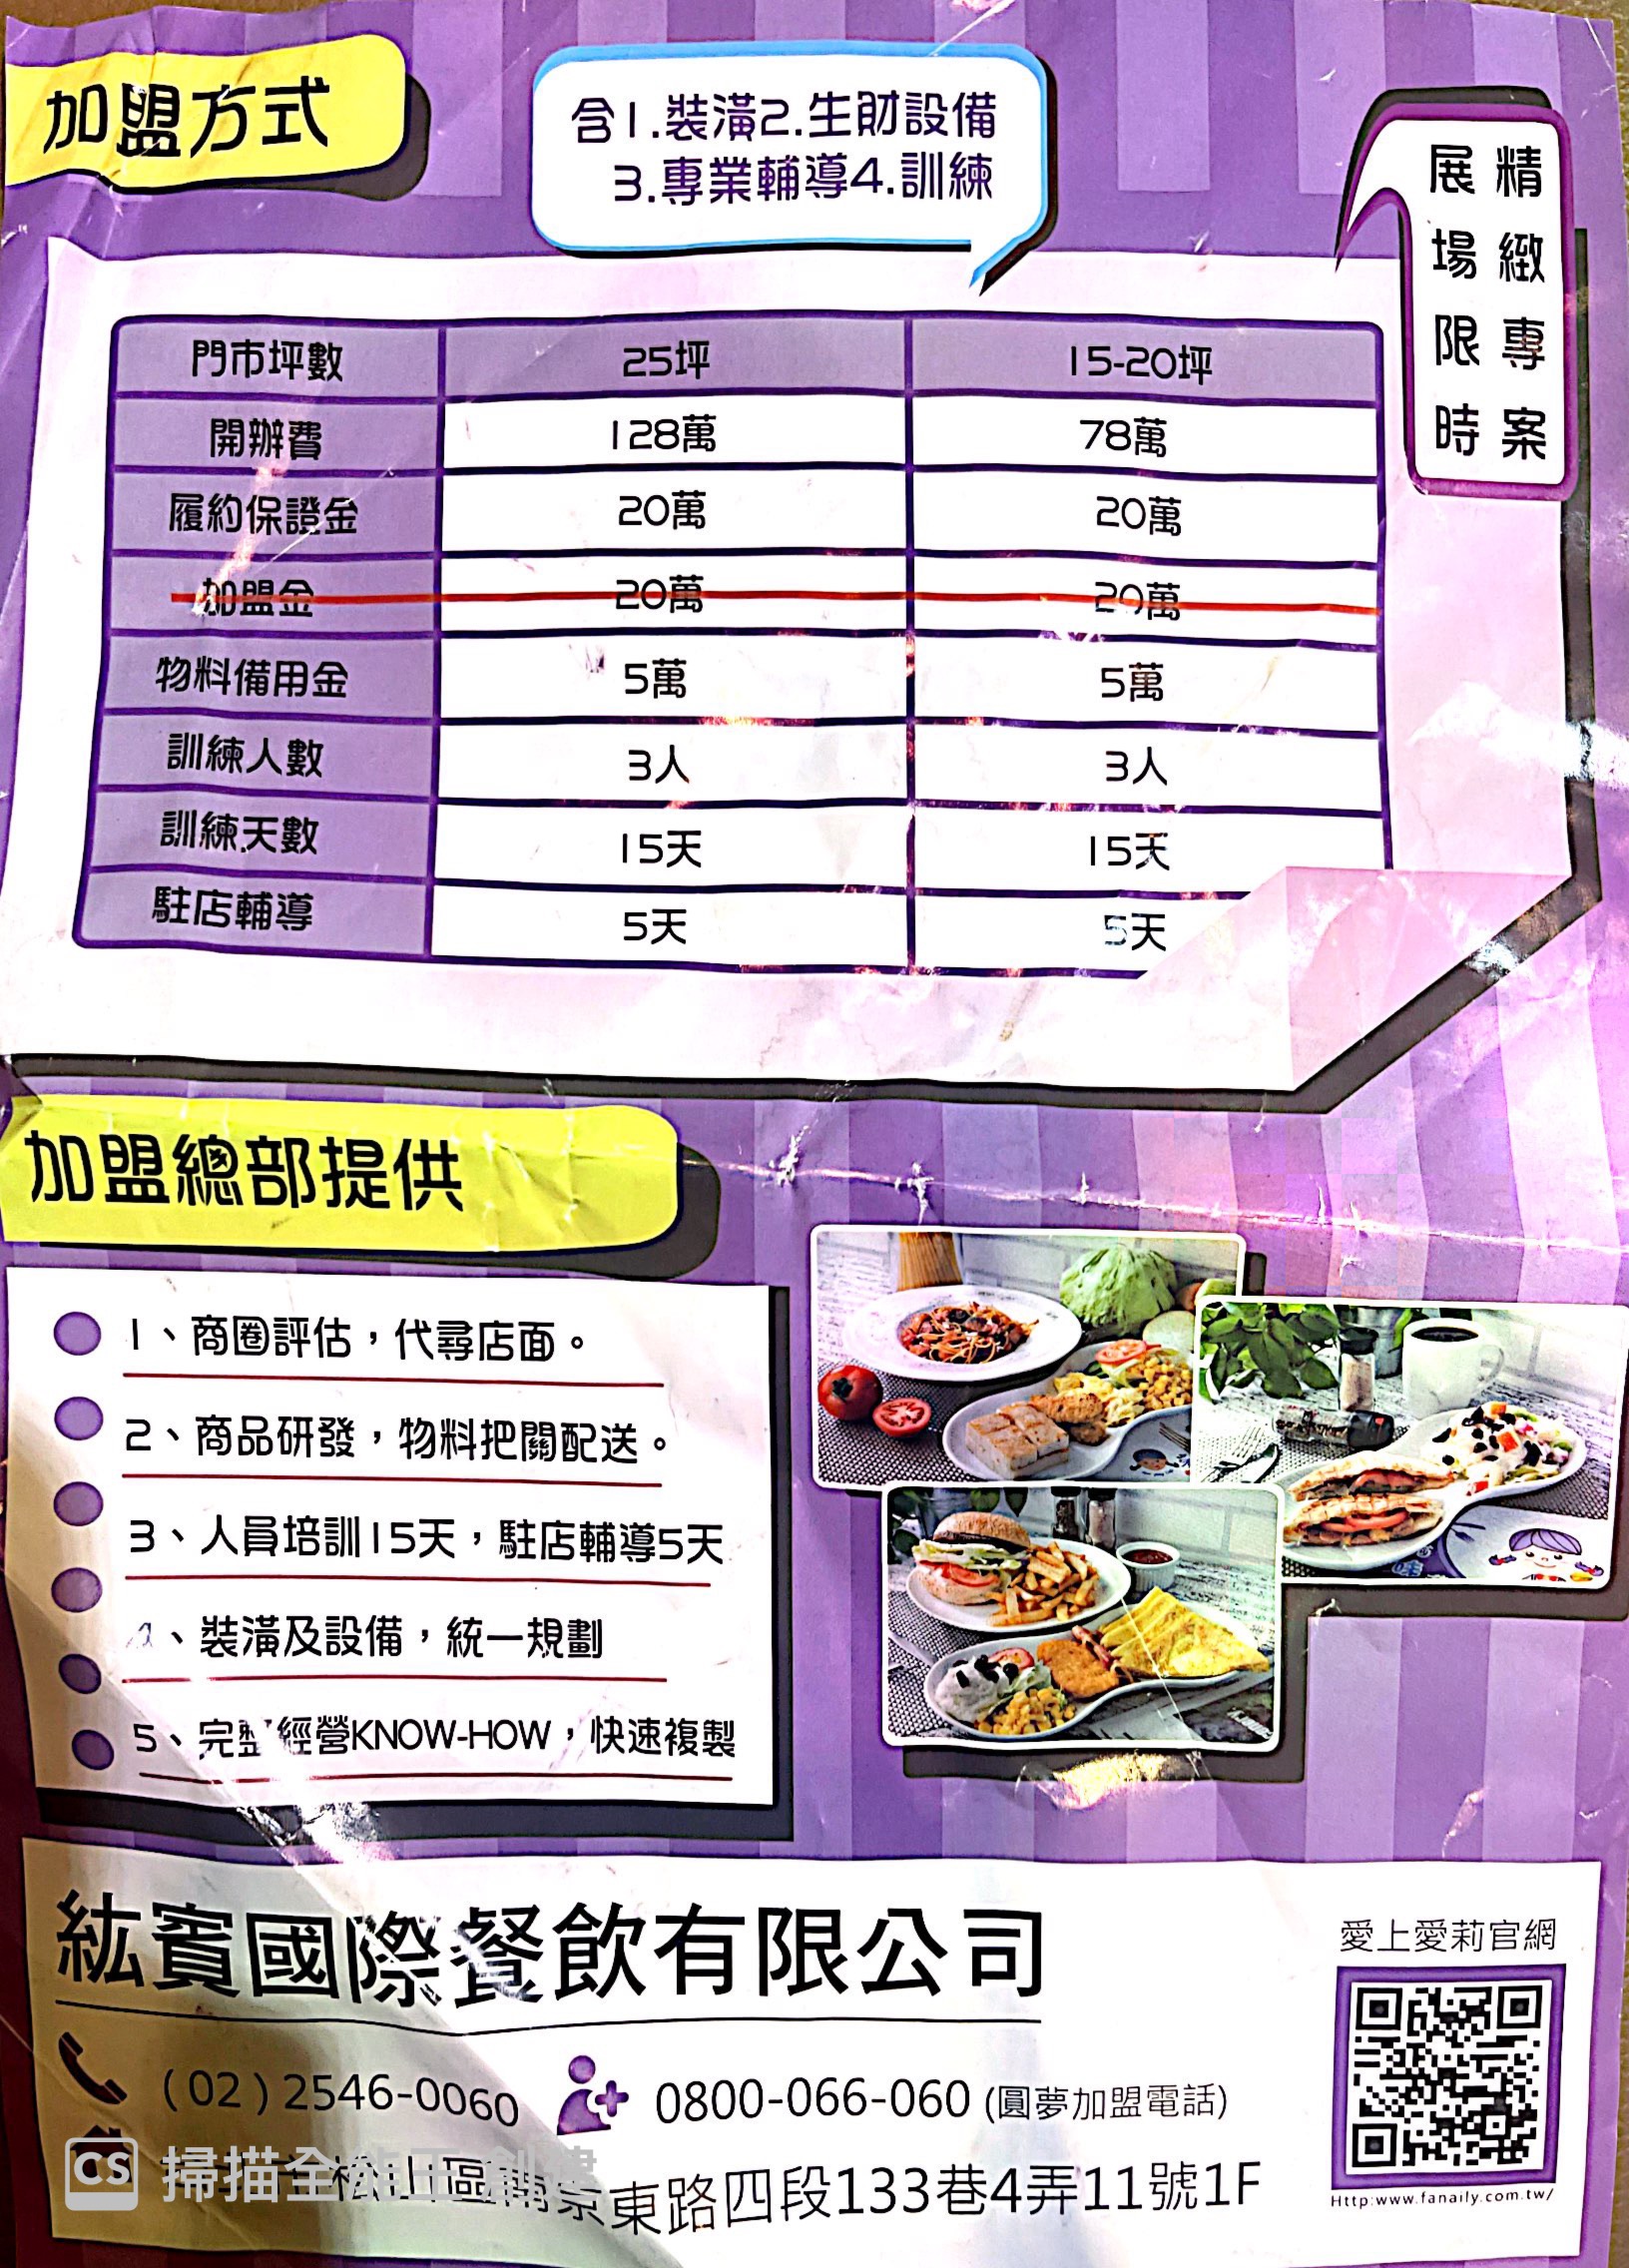 加盟方式
含1.裝潢2.生財設備
3.專業輔導4.訓練
精緻專案
展場限時
門市坪數 25坪 15-20坪
開辦費 128萬 78萬
履約保證金 20萬 20萬
加盟金 20萬 20萬
物料備用金 5萬 5萬
訓練人數 3人 3人
訓練天數 15天 15天
駐店輔導 5天 5天
加盟總部提供
1、商圈評估，代尋店面。
2、商品研發，物料把關配送。
3、人員培訓15天，駐店輔導5天
、裝潢及設備，統一規劃
5、完整經營KNOW-HOW，快速複製
紘賓國際餐飲有限公司
愛上愛莉官網
(02)2546-0060
0800-066-060 (圓夢加盟電話)
松山區南京東路四段133巷4弄11號1F
Http:www.fanaily.com.tw/
CS 掃描全能王 創建